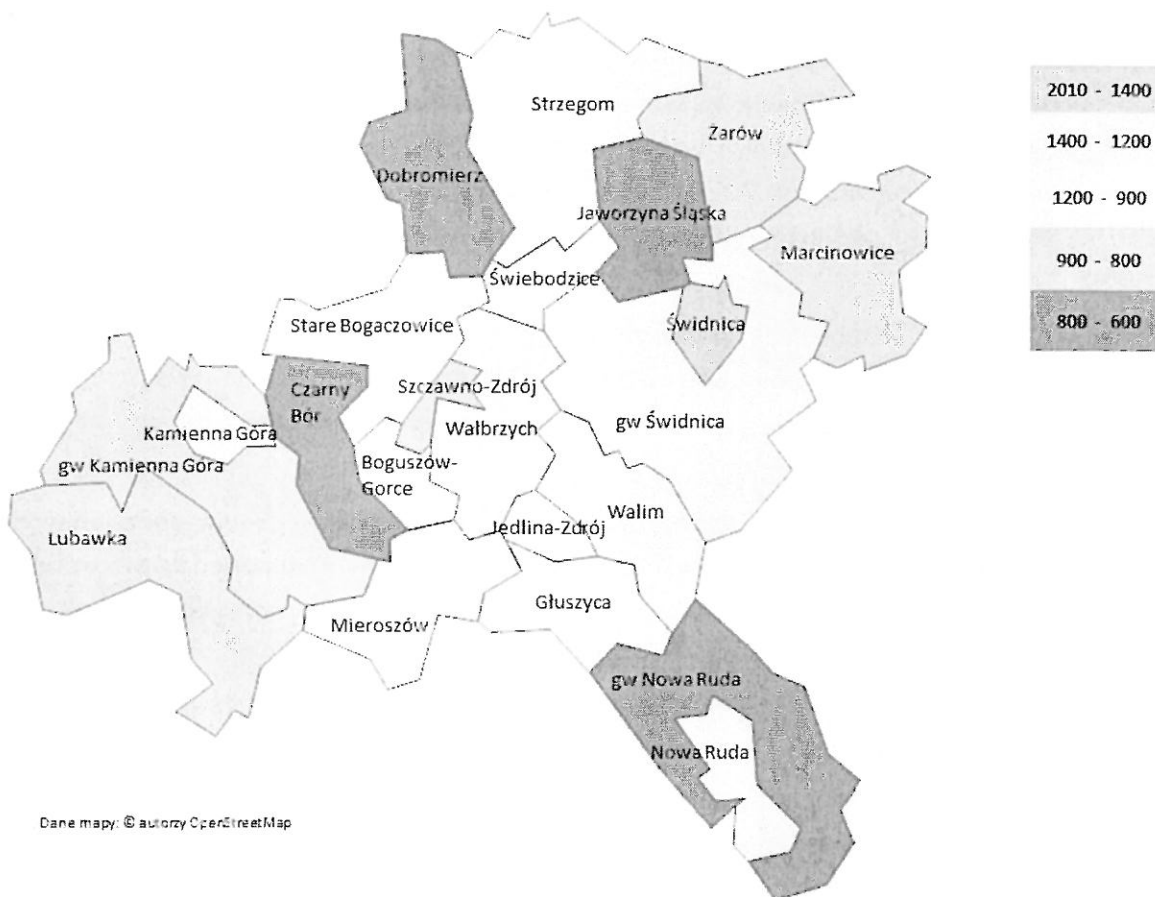 Strzegom
Żarów
Dobromierz
Jaworzyna Śląska
Marcinowice
Świebodzice
Stare Bogaczowice
Świdnica
Czarny
Bór
Szczawno-Zdrój
Kamienna Góra
Wałbrzych
gw Świdnica
gw Kamienna Góra
Boguszów-
Gorce
Lubawka
Jedlina-Zdrój
Walim
Głuszyca
Mieroszów
gw Nowa Ruda
Nowa Ruda
2010 - 1400
1400 - 1200
1200 - 900
900 - 800
800 - 600
Dane mapy: © autorzy OpenStreetMap